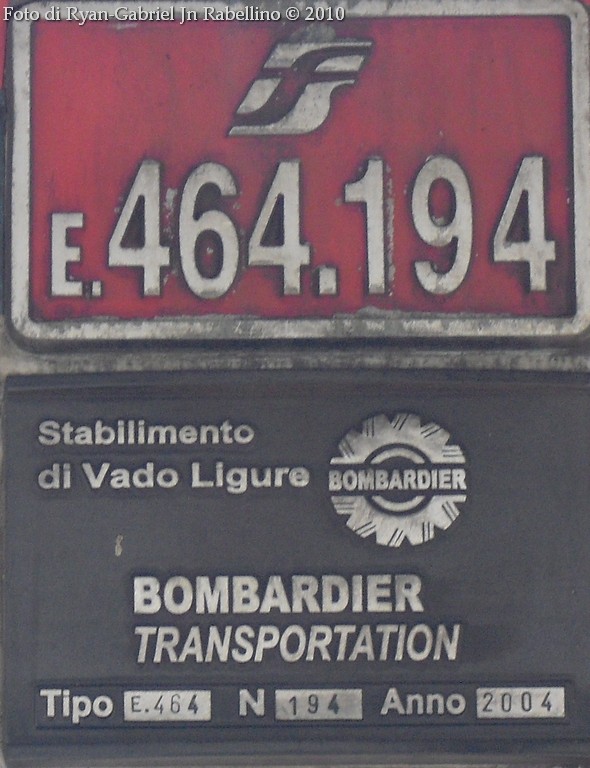 Foto di Ryan-Gabriel Jn Rabellino © 2010
E.464.194
Stabilimento
di Vado Ligure
BOMBARDIER
BOMBARDIER
TRANSPORTATION
Tipo E.464 N 194 Anno 2004